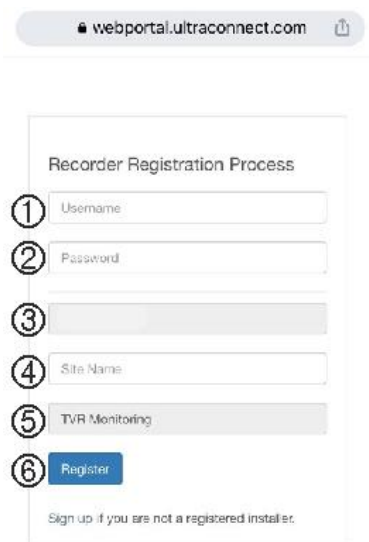 webportal.ultraconnect.com
Recorder Registration Process
① Username
② Password
③
④ Site Name
⑤ TVR Monitoring
⑥ Register
Sign up if you are not a registered installer.